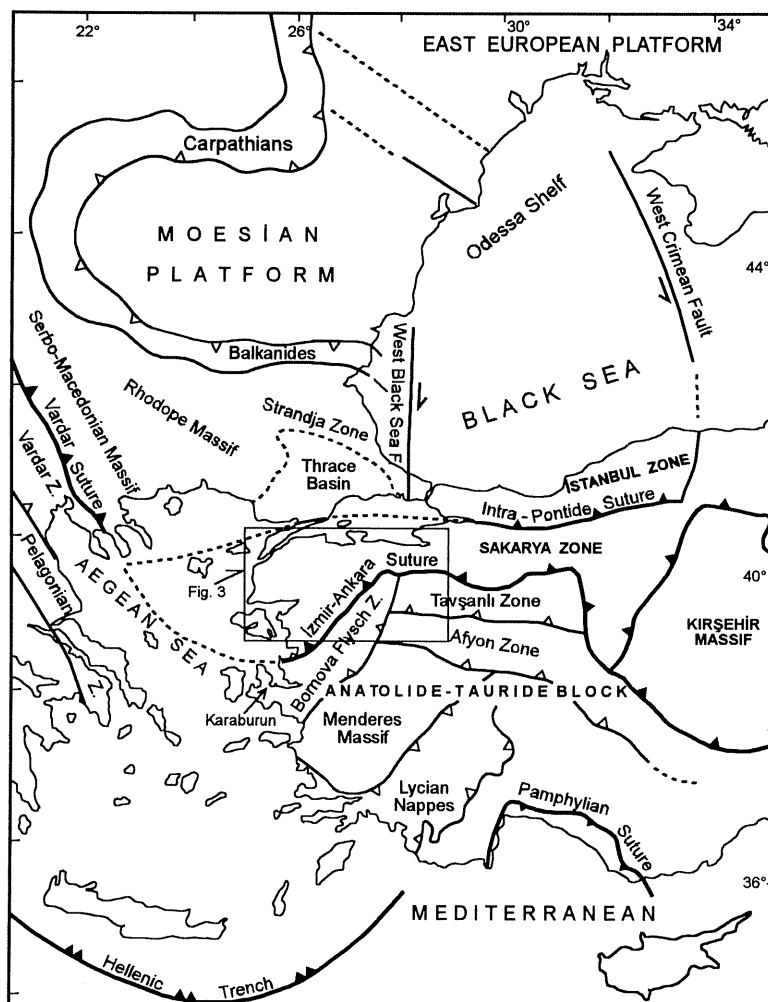 22°
26°
30°
34°
EAST EUROPEAN PLATFORM
Carpathians
Odessa Shelf
West Crimean Fault
MOESİAN
PLATFORM
44°
Balkanides
West Black Sea F.
BLACK SEA
Serbo-Macedonian Massif
Rhodope Massif
Strandja Zone
Vardar Suture
Vardar Z.
Thrace
Basin
İSTANBUL ZONE
Intra-Pontide Suture
SAKARYA ZONE
Pelagonian Z.
AEGEAN SEA
Fig. 3
İzmir-Ankara Suture
40°
Tavşanlı Zone
Bornova Flysch Z.
Afyon Zone
KIRŞEHİR
MASSIF
Karaburun
ANATOLIDE-TAURIDE BLOCK
Menderes
Massif
Lycian
Nappes
Pamphylian Suture
36°
MEDITERRANEAN
Hellenic Trench